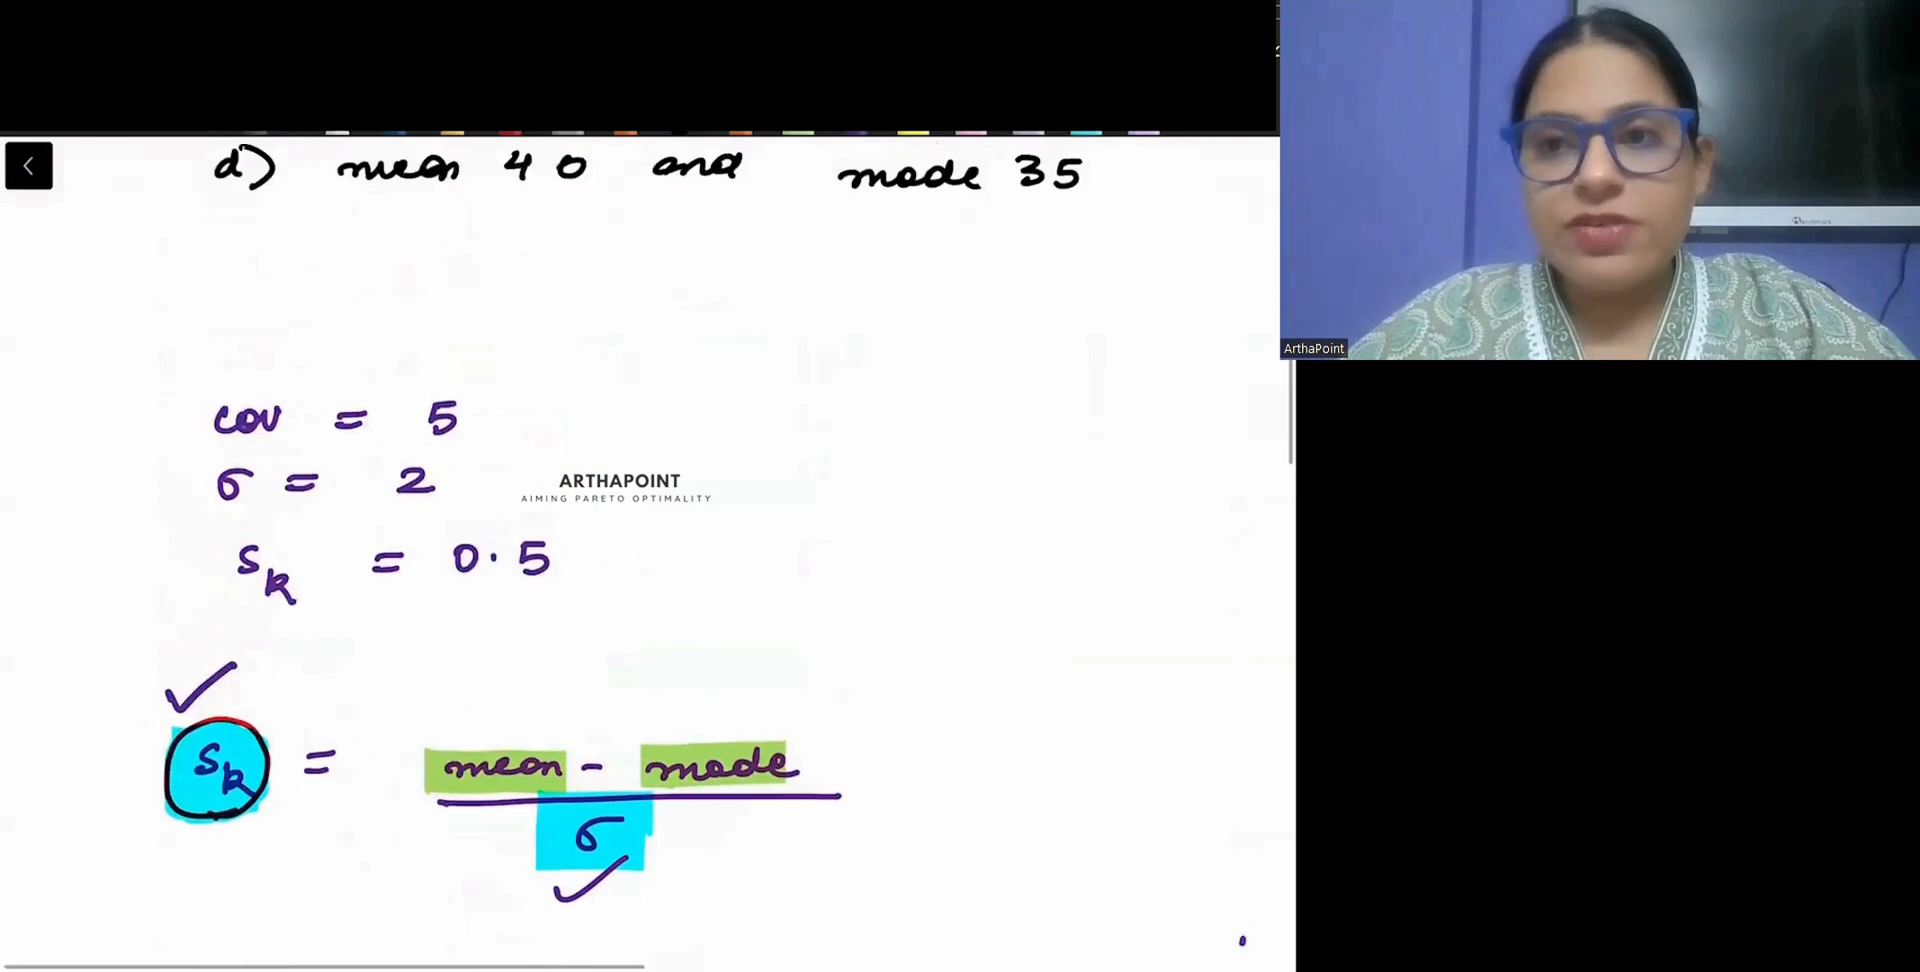 d) mean 40 and mode 35
cov = 5
σ = 2
ARTHAPOINT
AIMING PARETO OPTIMALITY
Sk = 0.5
Sk = mean - mode
σ
ArthaPoint